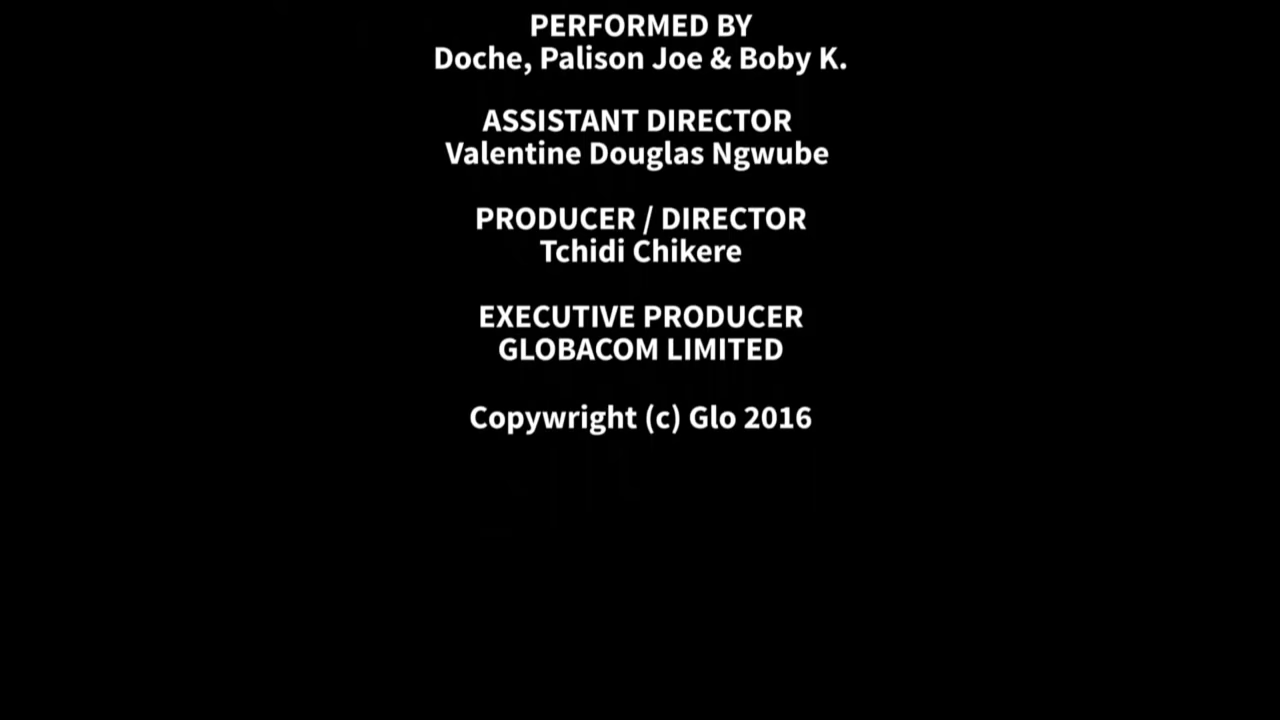 PERFORMED BY
Doche, Palison Joe & Boby K.
ASSISTANT DIRECTOR
Valentine Douglas Ngwube
PRODUCER / DIRECTOR
Tchidi Chikere
EXECUTIVE PRODUCER
GLOBACOM LIMITED
Copywright (c) Glo 2016